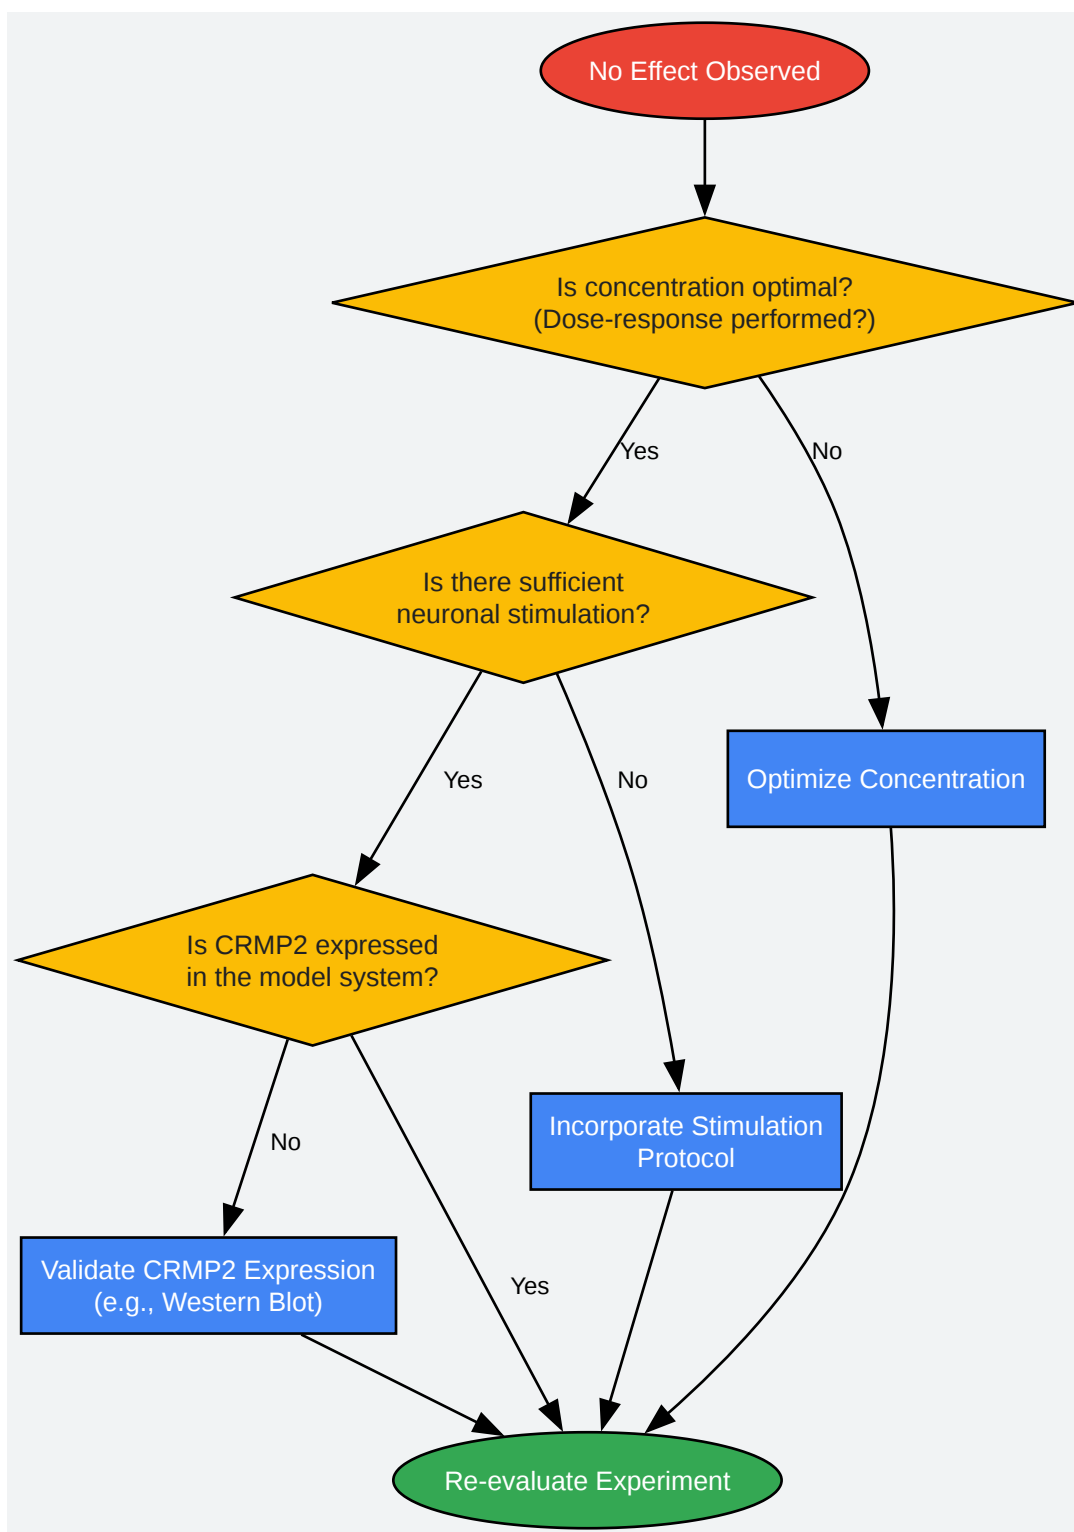 No Effect Observed
Is concentration optimal?
(Dose-response performed?)
Yes
No
Is there sufficient
neuronal stimulation?
Yes
No
Optimize Concentration
Is CRMP2 expressed
in the model system?
No
Yes
Incorporate Stimulation
Protocol
Validate CRMP2 Expression
(e.g., Western Blot)
Re-evaluate Experiment